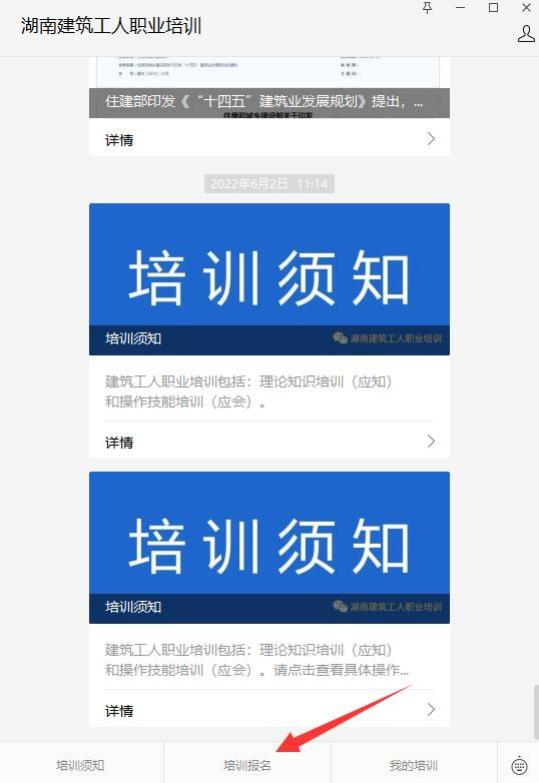 湖南建筑工人职业培训
住建部印发《“十四五”建筑业发展规划》提出，...
详情
2022年6月2日 11:14
培训须知
培训须知
湖南建筑工人职业培训
建筑工人职业培训包括：理论知识培训（应知）
和操作技能培训（应会）。
详情
培训须知
培训须知
湖南建筑工人职业培训
建筑工人职业培训包括：理论知识培训（应知）
和操作技能培训（应会）。请点击查看具体操作...
详情
培训须知
培训报名
我的培训